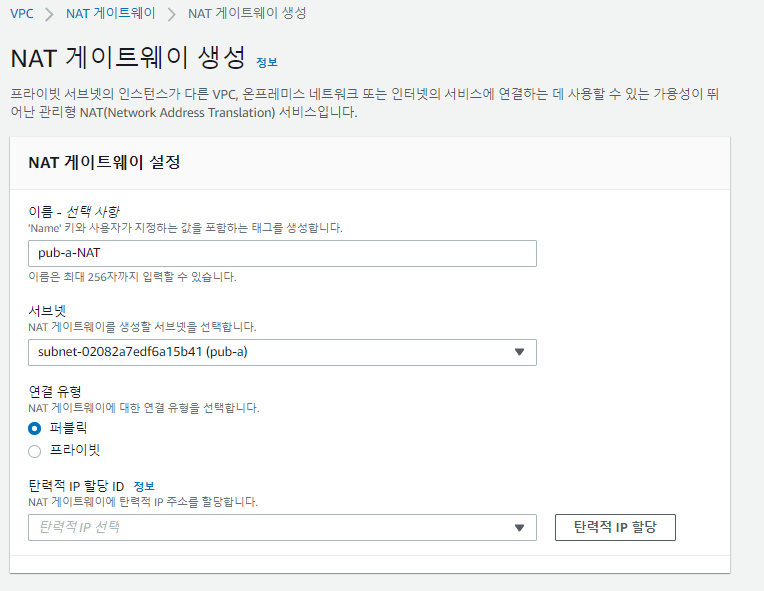 VPC > NAT 게이트웨이 > NAT 게이트웨이 생성
NAT 게이트웨이 생성 정보
프라이빗 서브넷의 인스턴스가 다른 VPC, 온프레미스 네트워크 또는 인터넷의 서비스에 연결하는 데 사용할 수 있는 가용성이 뛰
어난 관리형 NAT(Network Address Translation) 서비스입니다.
NAT 게이트웨이 설정
이름 - 선택 사항
'Name' 키와 사용자가 지정하는 값을 포함하는 태그를 생성합니다.
pub-a-NAT
이름은 최대 256자까지 입력할 수 있습니다.
서브넷
NAT 게이트웨이를 생성할 서브넷을 선택합니다.
subnet-02082a7edf6a15b41 (pub-a)
연결 유형
NAT 게이트웨이에 대한 연결 유형을 선택합니다.
퍼블릭
프라이빗
탄력적 IP 할당 ID 정보
NAT 게이트웨이에 탄력적 IP 주소를 할당합니다.
탄력적 IP 선택
탄력적 IP 할당